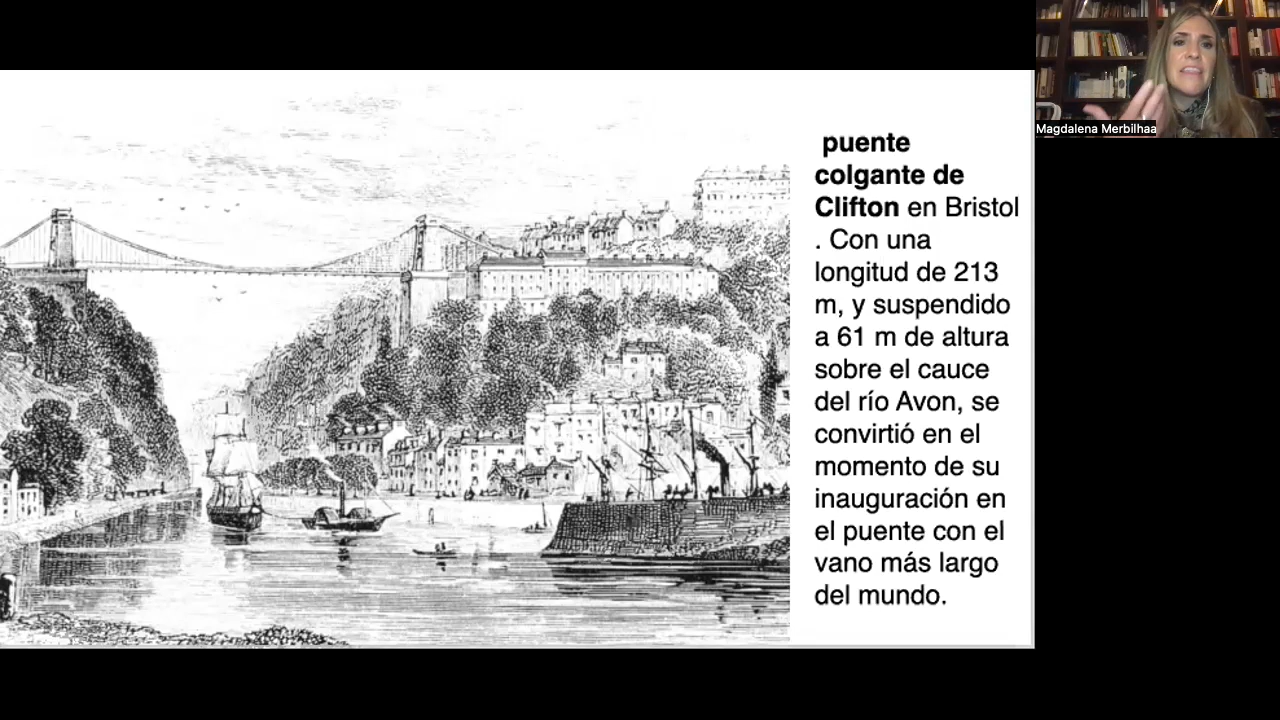 puente
colgante de
Clifton en Bristol
. Con una
longitud de 213
m, y suspendido
a 61 m de altura
sobre el cauce
del río Avon, se
convirtió en el
momento de su
inauguración en
el puente con el
vano más largo
del mundo.
Magdalena Merbilhaa